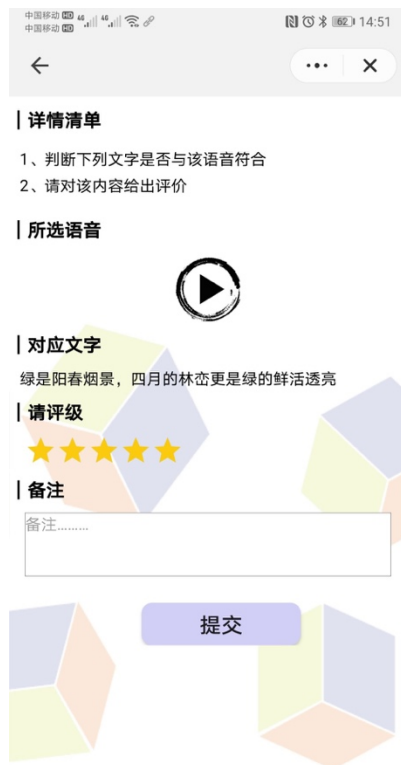 中国移动 HD 46 46 62 14:51
中国移动 HD
详情清单
1、判断下列文字是否与该语音符合
2、请对该内容给出评价
所选语音
对应文字
绿是阳春烟景，四月的林峦更是绿的鲜活透亮
请评级
备注
备注………
提交